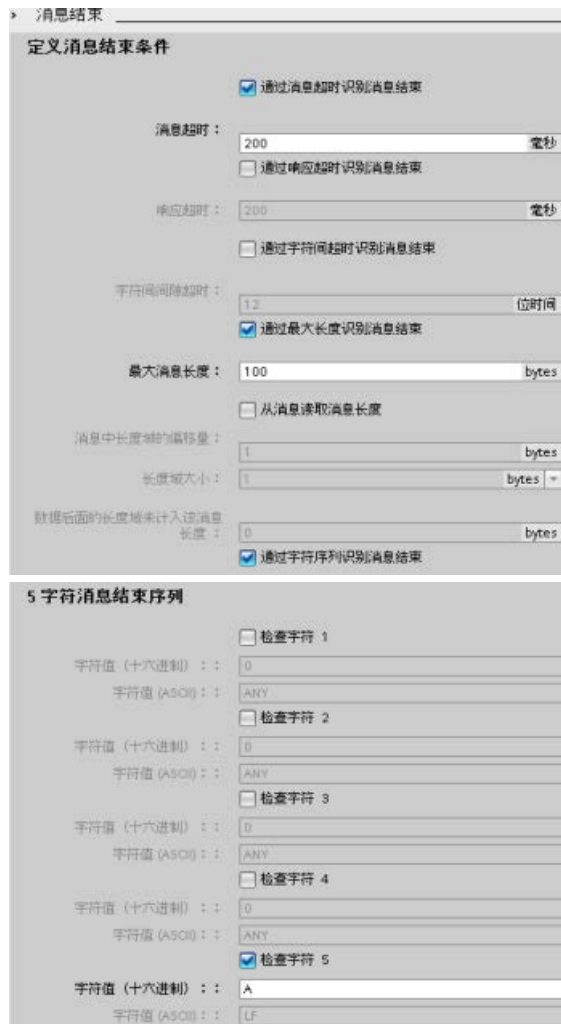 消息结束
定义消息结束条件
通过消息超时识别消息结束
消息超时：
200 毫秒
通过响应超时识别消息结束
响应超时： 200 毫秒
通过字符间超时识别消息结束
字符间间隙超时：
12 位时间
通过最大长度识别消息结束
最大消息长度： 100 bytes
从消息读取消息长度
消息中长度域的偏移量：
1 bytes
长度域大小： 1 bytes
数据后面的长度域未计入该消息
长度： 0 bytes
通过字符序列识别消息结束
5 字符消息结束序列
检查字符 1
字符值（十六进制）：： 0
字符值 (ASCII)：： ANY
检查字符 2
字符值（十六进制）：： 0
字符值 (ASCII)：： ANY
检查字符 3
字符值（十六进制）：： 0
字符值 (ASCII)：： ANY
检查字符 4
字符值（十六进制）：： 0
字符值 (ASCII)：： ANY
检查字符 5
字符值（十六进制）：： A
字符值 (ASCII)：： LF